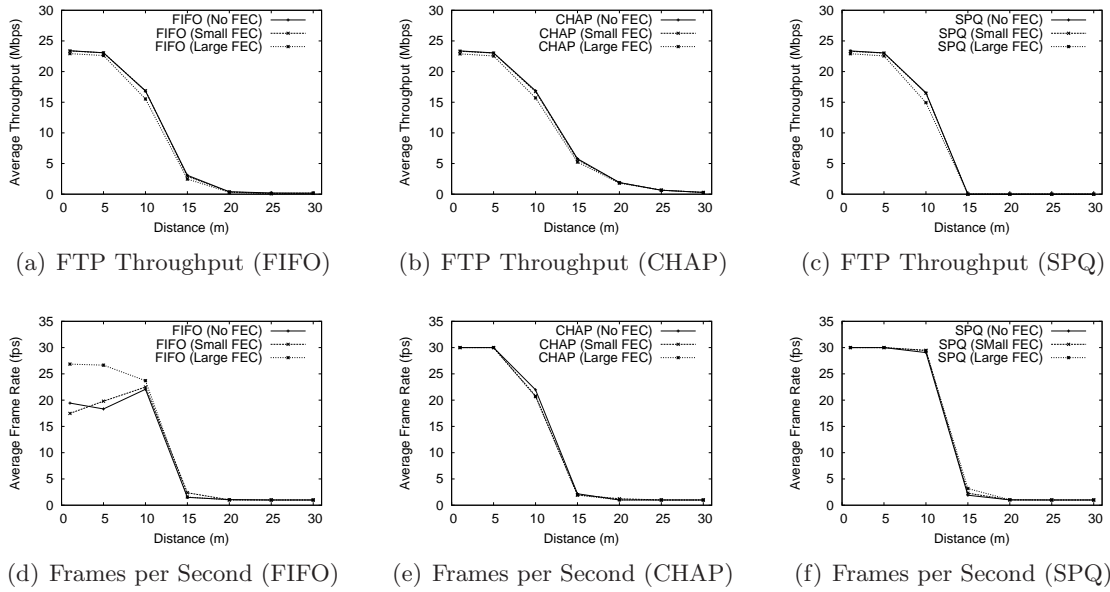 FIFO (No FEC)
FIFO (Small FEC)
FIFO (Large FEC)
Average Throughput (Mbps)
30
25
20
15
10
5
0
0 5 10 15 20 25 30
Distance (m)
(a) FTP Throughput (FIFO)
CHAP (No FEC)
CHAP (Small FEC)
CHAP (Large FEC)
Average Throughput (Mbps)
30
25
20
15
10
5
0
0 5 10 15 20 25 30
Distance (m)
(b) FTP Throughput (CHAP)
SPQ (No FEC)
SPQ (Small FEC)
SPQ (Large FEC)
Average Throughput (Mbps)
30
25
20
15
10
5
0
0 5 10 15 20 25 30
Distance (m)
(c) FTP Throughput (SPQ)
FIFO (No FEC)
FIFO (Small FEC)
FIFO (Large FEC)
Average Frame Rate (fps)
35
30
25
20
15
10
5
0
0 5 10 15 20 25 30
Distance (m)
(d) Frames per Second (FIFO)
CHAP (No FEC)
CHAP (Small FEC)
CHAP (Large FEC)
Average Frame Rate (fps)
35
30
25
20
15
10
5
0
0 5 10 15 20 25 30
Distance (m)
(e) Frames per Second (CHAP)
SPQ (No FEC)
SPQ (SMall FEC)
SPQ (Large FEC)
Average Frame Rate (fps)
35
30
25
20
15
10
5
0
0 5 10 15 20 25 30
Distance (m)
(f) Frames per Second (SPQ)